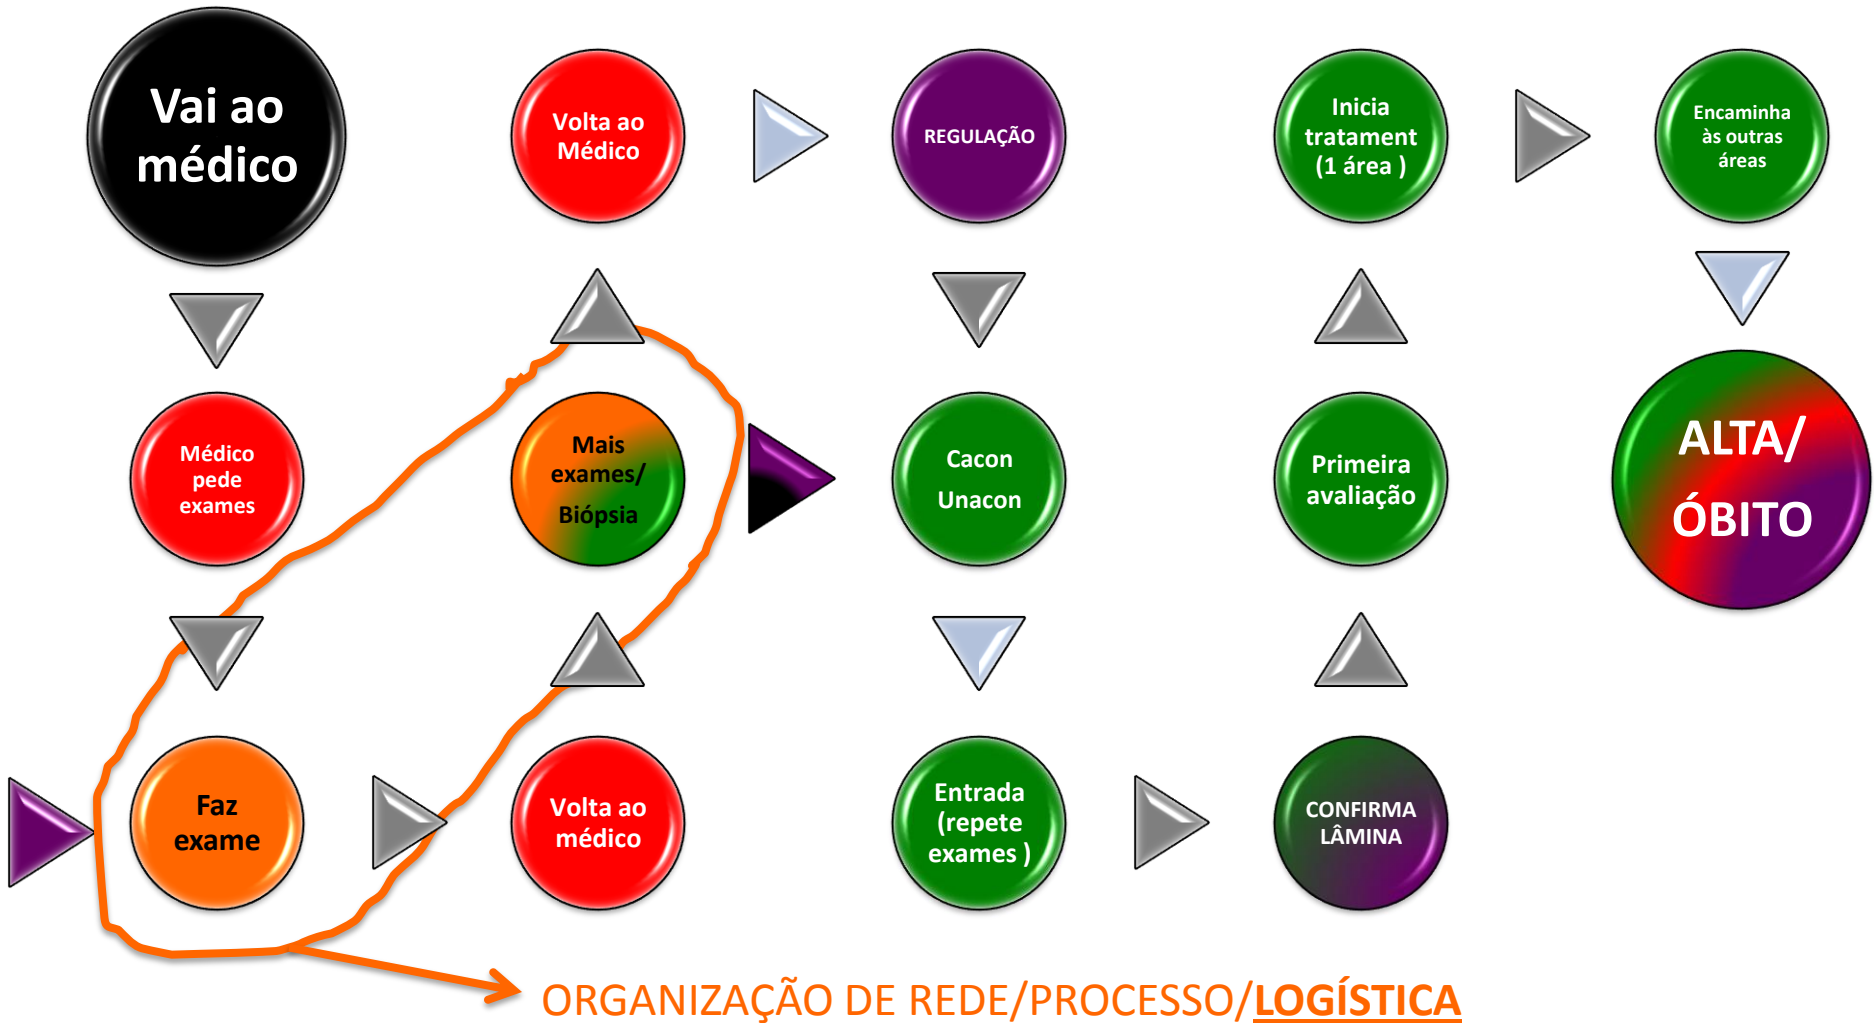 Vai ao
médico
Médico
pede
exames
Faz
exame
Volta ao
médico
Mais
exames/
Biópsia
Volta ao
Médico
REGULAÇÃO
Cacon
Unacon
Entrada
(repete
exames )
CONFIRMA
LÂMINA
Primeira
avaliação
Inicia
tratament
(1 área )
Encaminha
às outras
áreas
ALTA/
ÓBITO
ORGANIZAÇÃO DE REDE/PROCESSO/LOGÍSTICA